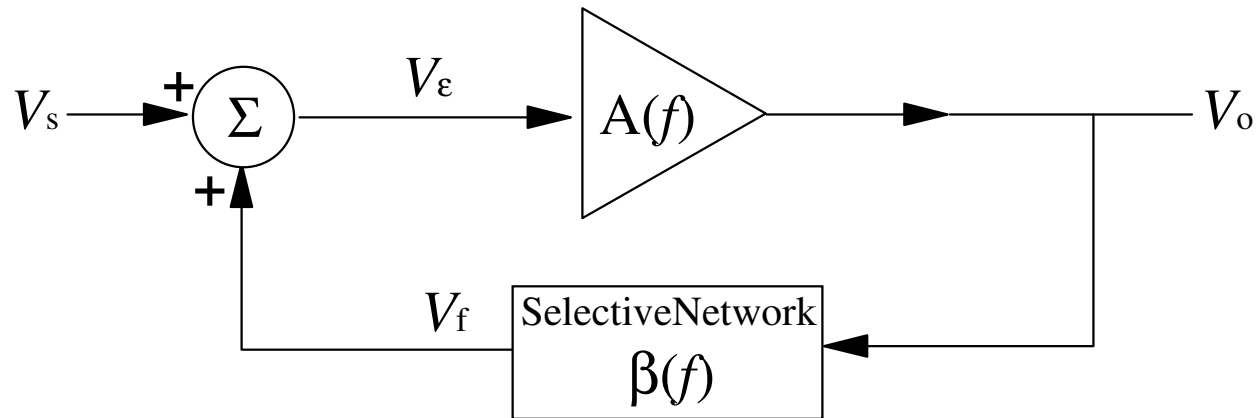 +
Vs
Σ
Vε
A(f)
Vo
+
Vf
SelectiveNetwork
β(f)